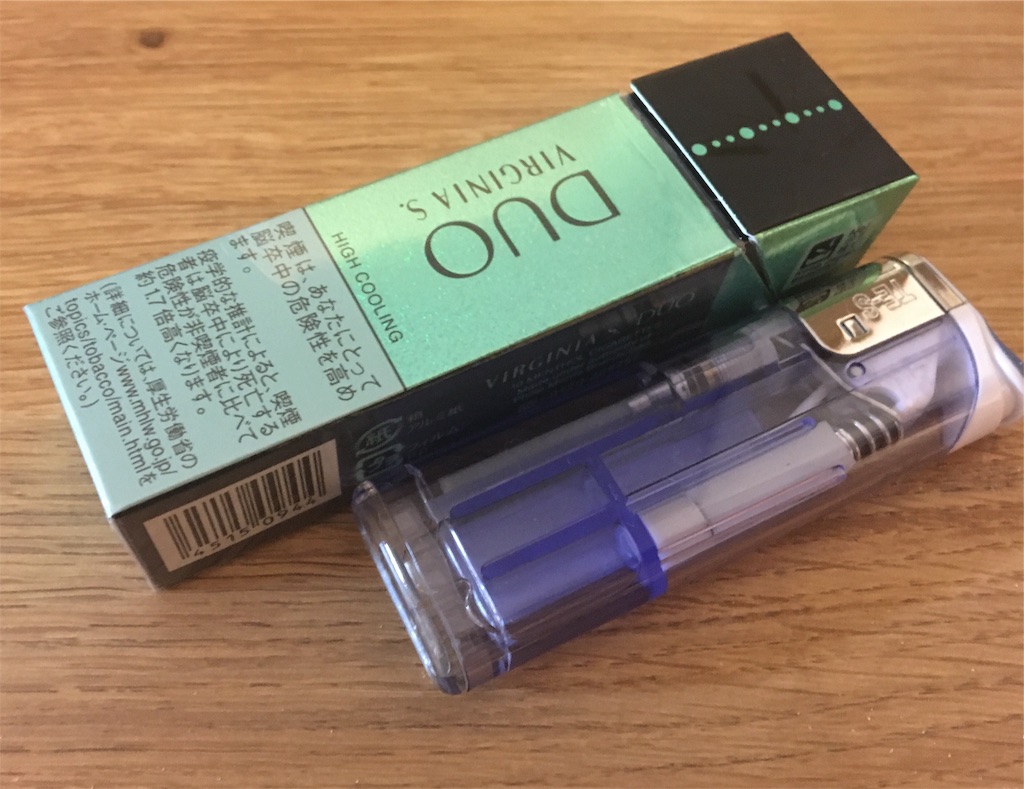 DUO
VIRGINIA S.
HIGH COOLING
喫煙は、あなたにとって
脳卒中の危険性を高め
ます。
疫学的な推計によると、喫煙
者は脳卒中により死亡する
危険性が非喫煙者に比べて
約1.7倍高くなります。
(詳細については、厚生労働省の
ホーム・ページwww.mhlw.go.jp/
topics/tobacco/main.htmlを
ご参照ください。)
VIRGINIA S. DUO
4515 0944